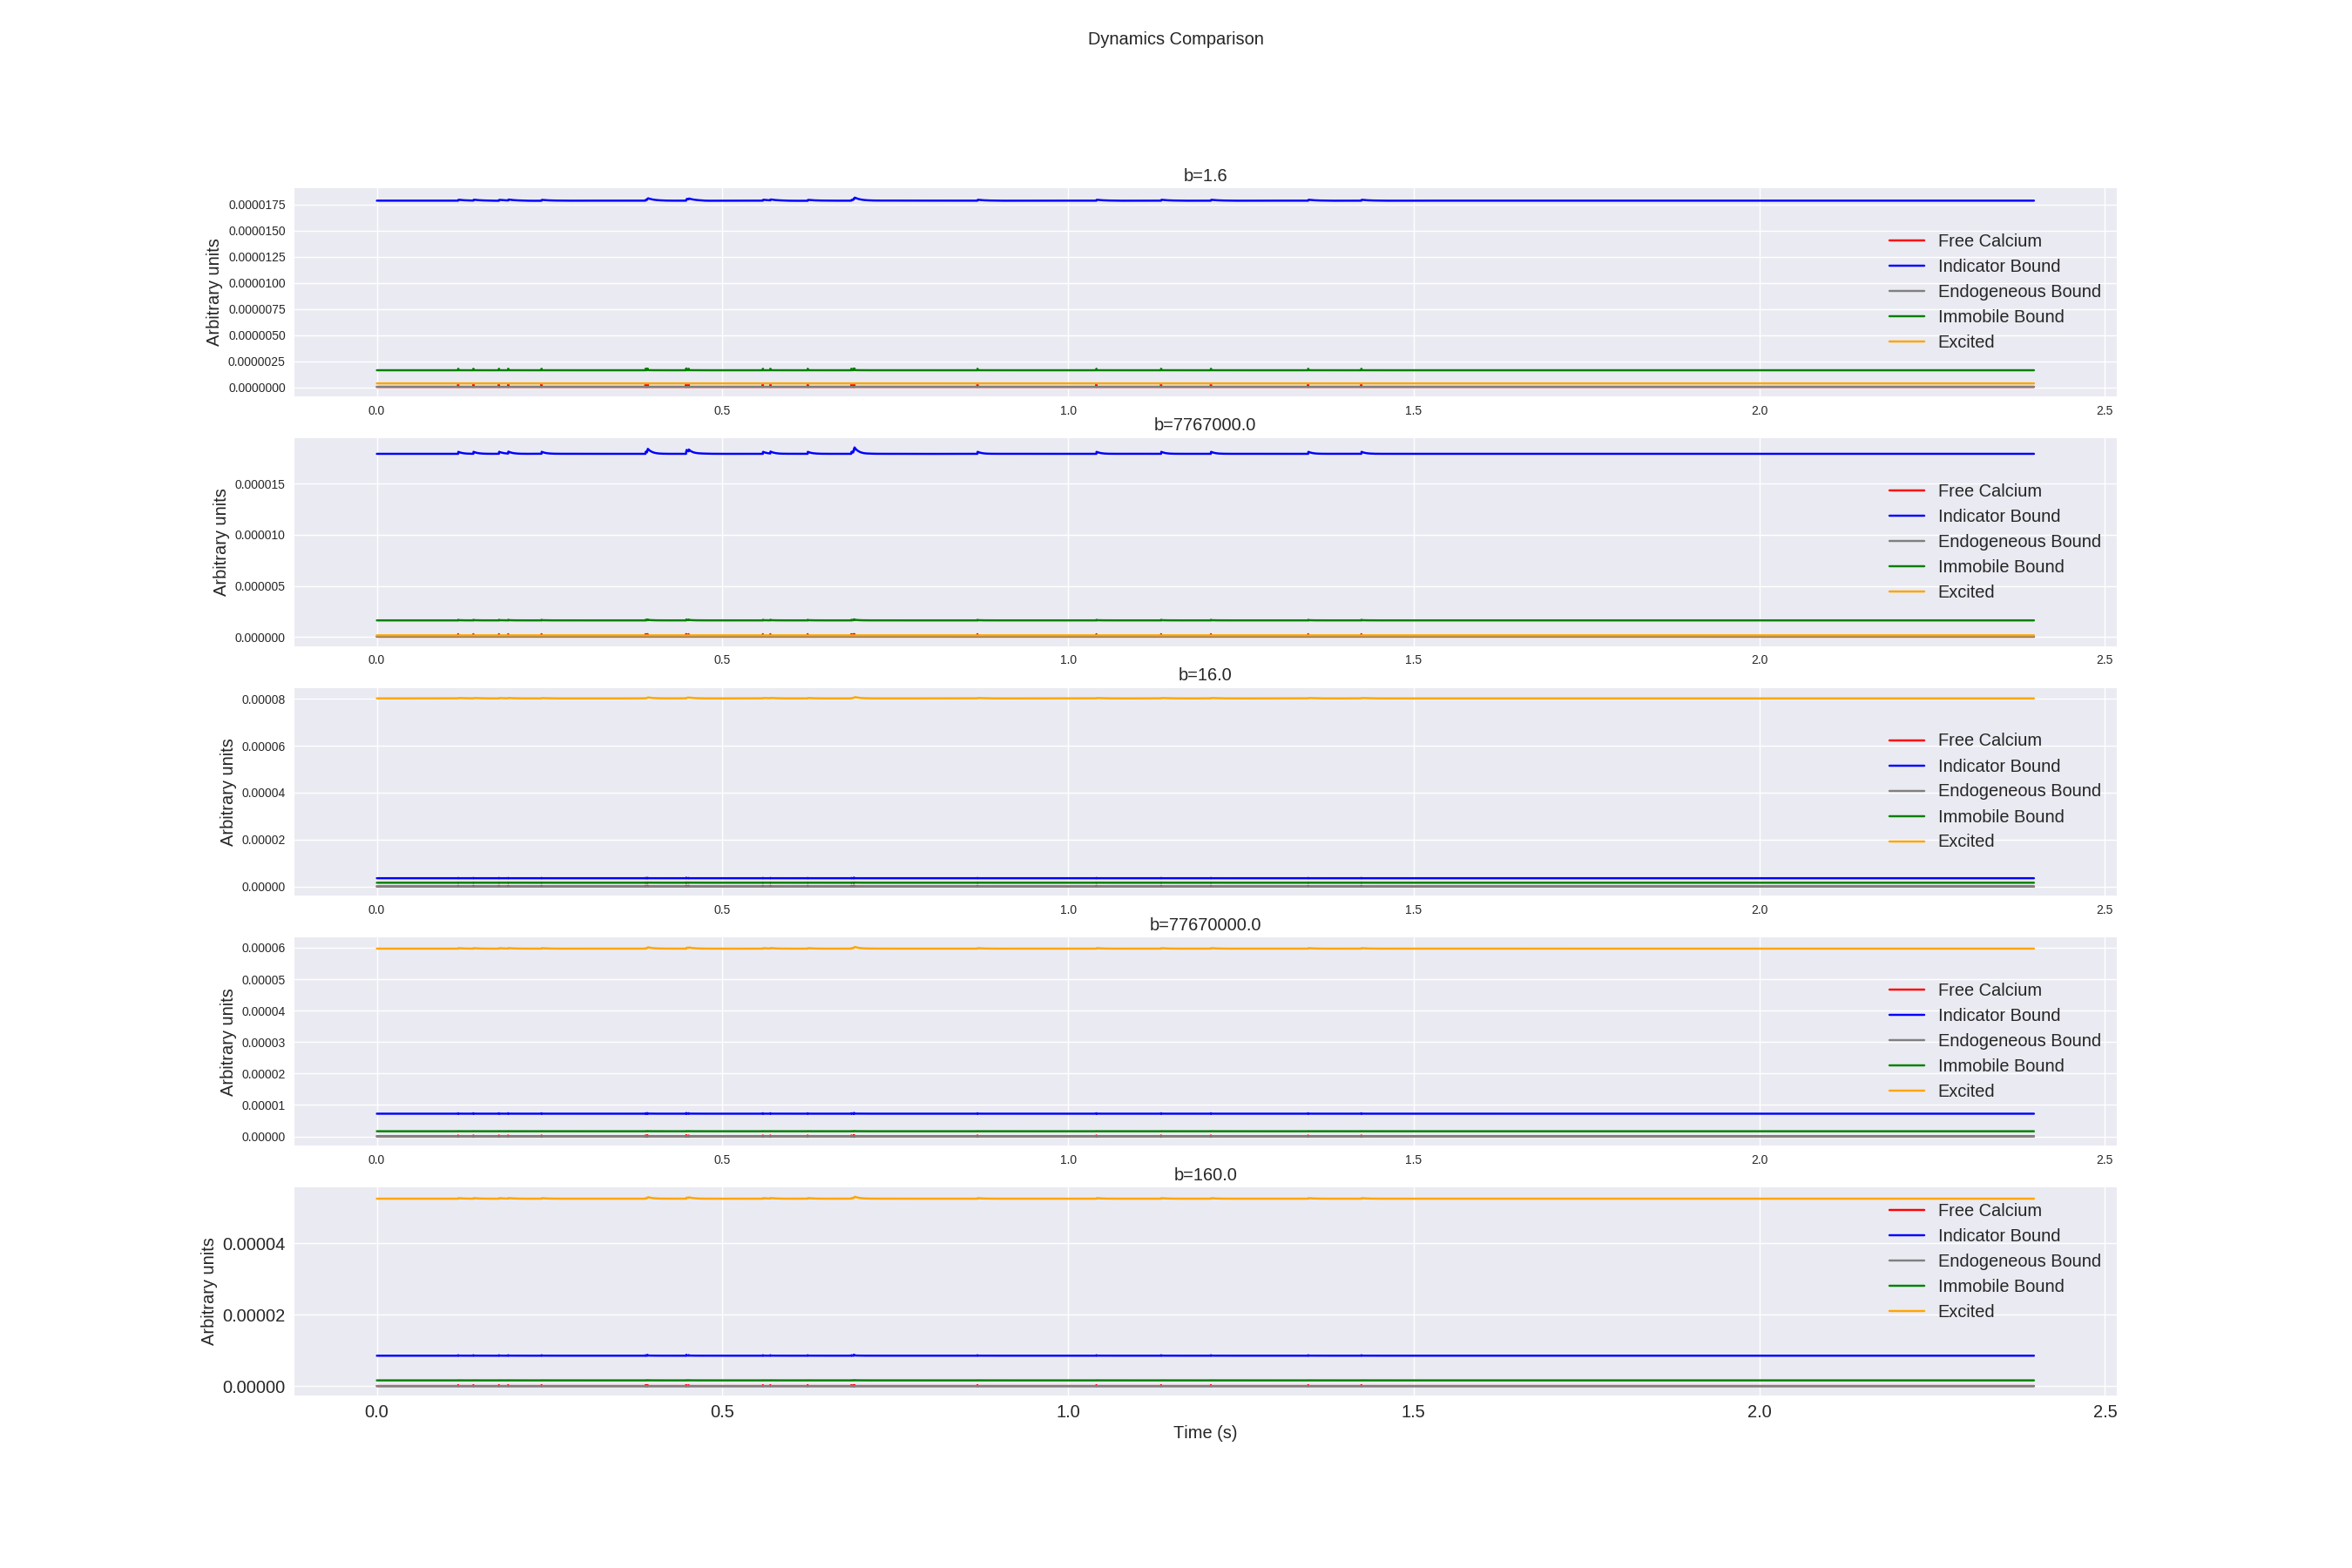 Dynamics Comparison
b=1.6
Arbitrary units
0.0000175
0.0000150
0.0000125
0.0000100
0.0000075
0.0000050
0.0000025
0.0000000
Free Calcium
Indicator Bound
Endogeneous Bound
Immobile Bound
Excited
0.0 0.5 1.0 1.5 2.0 2.5
b=7767000.0
Arbitrary units
0.000015
0.000010
0.000005
0.000000
Free Calcium
Indicator Bound
Endogeneous Bound
Immobile Bound
Excited
0.0 0.5 1.0 1.5 2.0 2.5
b=16.0
Arbitrary units
0.00008
0.00006
0.00004
0.00002
0.00000
Free Calcium
Indicator Bound
Endogeneous Bound
Immobile Bound
Excited
0.0 0.5 1.0 1.5 2.0 2.5
b=77670000.0
Arbitrary units
0.00006
0.00005
0.00004
0.00003
0.00002
0.00001
0.00000
Free Calcium
Indicator Bound
Endogeneous Bound
Immobile Bound
Excited
0.0 0.5 1.0 1.5 2.0 2.5
b=160.0
Arbitrary units
0.00004
0.00002
0.00000
Free Calcium
Indicator Bound
Endogeneous Bound
Immobile Bound
Excited
0.0 0.5 1.0 1.5 2.0 2.5
Time (s)